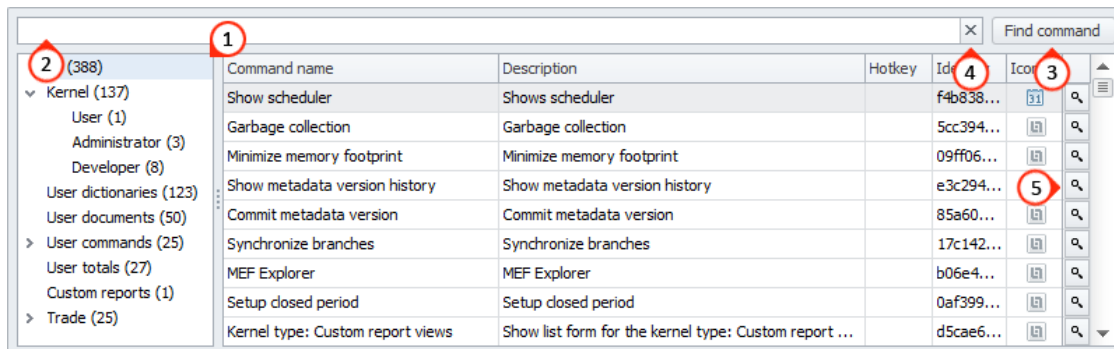 Find command
1
2 (388)
4
3
Command name Description Hotkey
Kernel (137)
Show scheduler Shows scheduler f4b838... 31
User (1)
Garbage collection Garbage collection 5cc394...
Administrator (3)
Minimize memory footprint Minimize memory footprint 09ff06...
Developer (8)
Show metadata version history Show metadata version history e3c294... 5
User dictionaries (123)
User documents (50)
Commit metadata version Commit metadata version 85a60...
User commands (25)
Synchronize branches Synchronize branches 17c142...
User totals (27)
MEF Explorer MEF Explorer b06e4...
Custom reports (1)
Setup closed period Setup closed period 0af399...
Trade (25)
Kernel type: Custom report views Show list form for the kernel type: Custom report ... d5cae6...